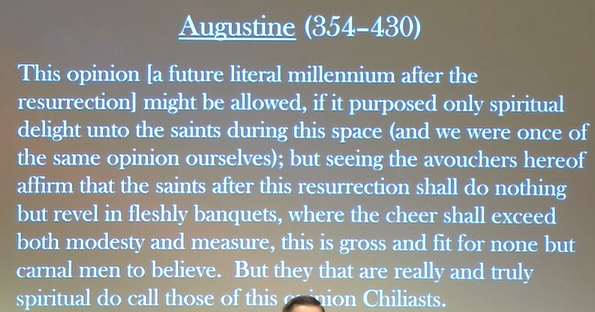 Augustine (354–430)
This opinion [a future literal millennium after the
resurrection] might be allowed, if it purposed only spiritual
delight unto the saints during this space (and we were once of
the same opinion ourselves); but seeing the avouchers hereof
affirm that the saints after this resurrection shall do nothing
but revel in fleshly banquets, where the cheer shall exceed
both modesty and measure, this is gross and fit for none but
carnal men to believe.  But they that are really and truly
spiritual do call those of this opinion Chiliasts.